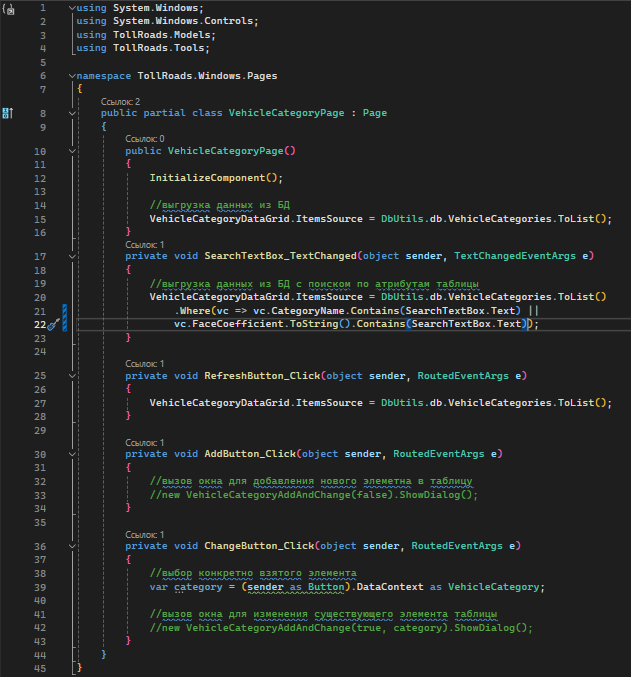 1 using System.Windows;
2 using System.Windows.Controls;
3 using TollRoads.Models;
4 using TollRoads.Tools;
5
6 namespace TollRoads.Windows.Pages
7 {
Ссылок: 2
8 public partial class VehicleCategoryPage : Page
9 {
Ссылок: 0
10 public VehicleCategoryPage()
11 {
12 InitializeComponent();
13
14 //выгрузка данных из БД
15 VehicleCategoryDataGrid.ItemsSource = DbUtils.db.VehicleCategories.ToList();
16 }
Ссылок: 1
17 private void SearchTextBox_TextChanged(object sender, TextChangedEventArgs e)
18 {
19 //выгрузка данных из БД с поиском по атрибутам таблицы
20 VehicleCategoryDataGrid.ItemsSource = DbUtils.db.VehicleCategories.ToList()
21 .Where(vc => vc.CategoryName.Contains(SearchTextBox.Text) ||
22 vc.FaceCoefficient.ToString().Contains(SearchTextBox.Text));
23 }
24
Ссылок: 1
25 private void RefreshButton_Click(object sender, RoutedEventArgs e)
26 {
27 VehicleCategoryDataGrid.ItemsSource = DbUtils.db.VehicleCategories.ToList();
28 }
29
Ссылок: 1
30 private void AddButton_Click(object sender, RoutedEventArgs e)
31 {
32 //вызов окна для добавления нового элеметна в таблицу
33 //new VehicleCategoryAddAndChange(false).ShowDialog();
34 }
35
Ссылок: 1
36 private void ChangeButton_Click(object sender, RoutedEventArgs e)
37 {
38 //выбор конкретно взятого элемента
39 var category = (sender as Button).DataContext as VehicleCategory;
40
41 //вызов окна для изменения существующего элемента таблицы
42 //new VehicleCategoryAddAndChange(true, category).ShowDialog();
43 }
44 }
45 }